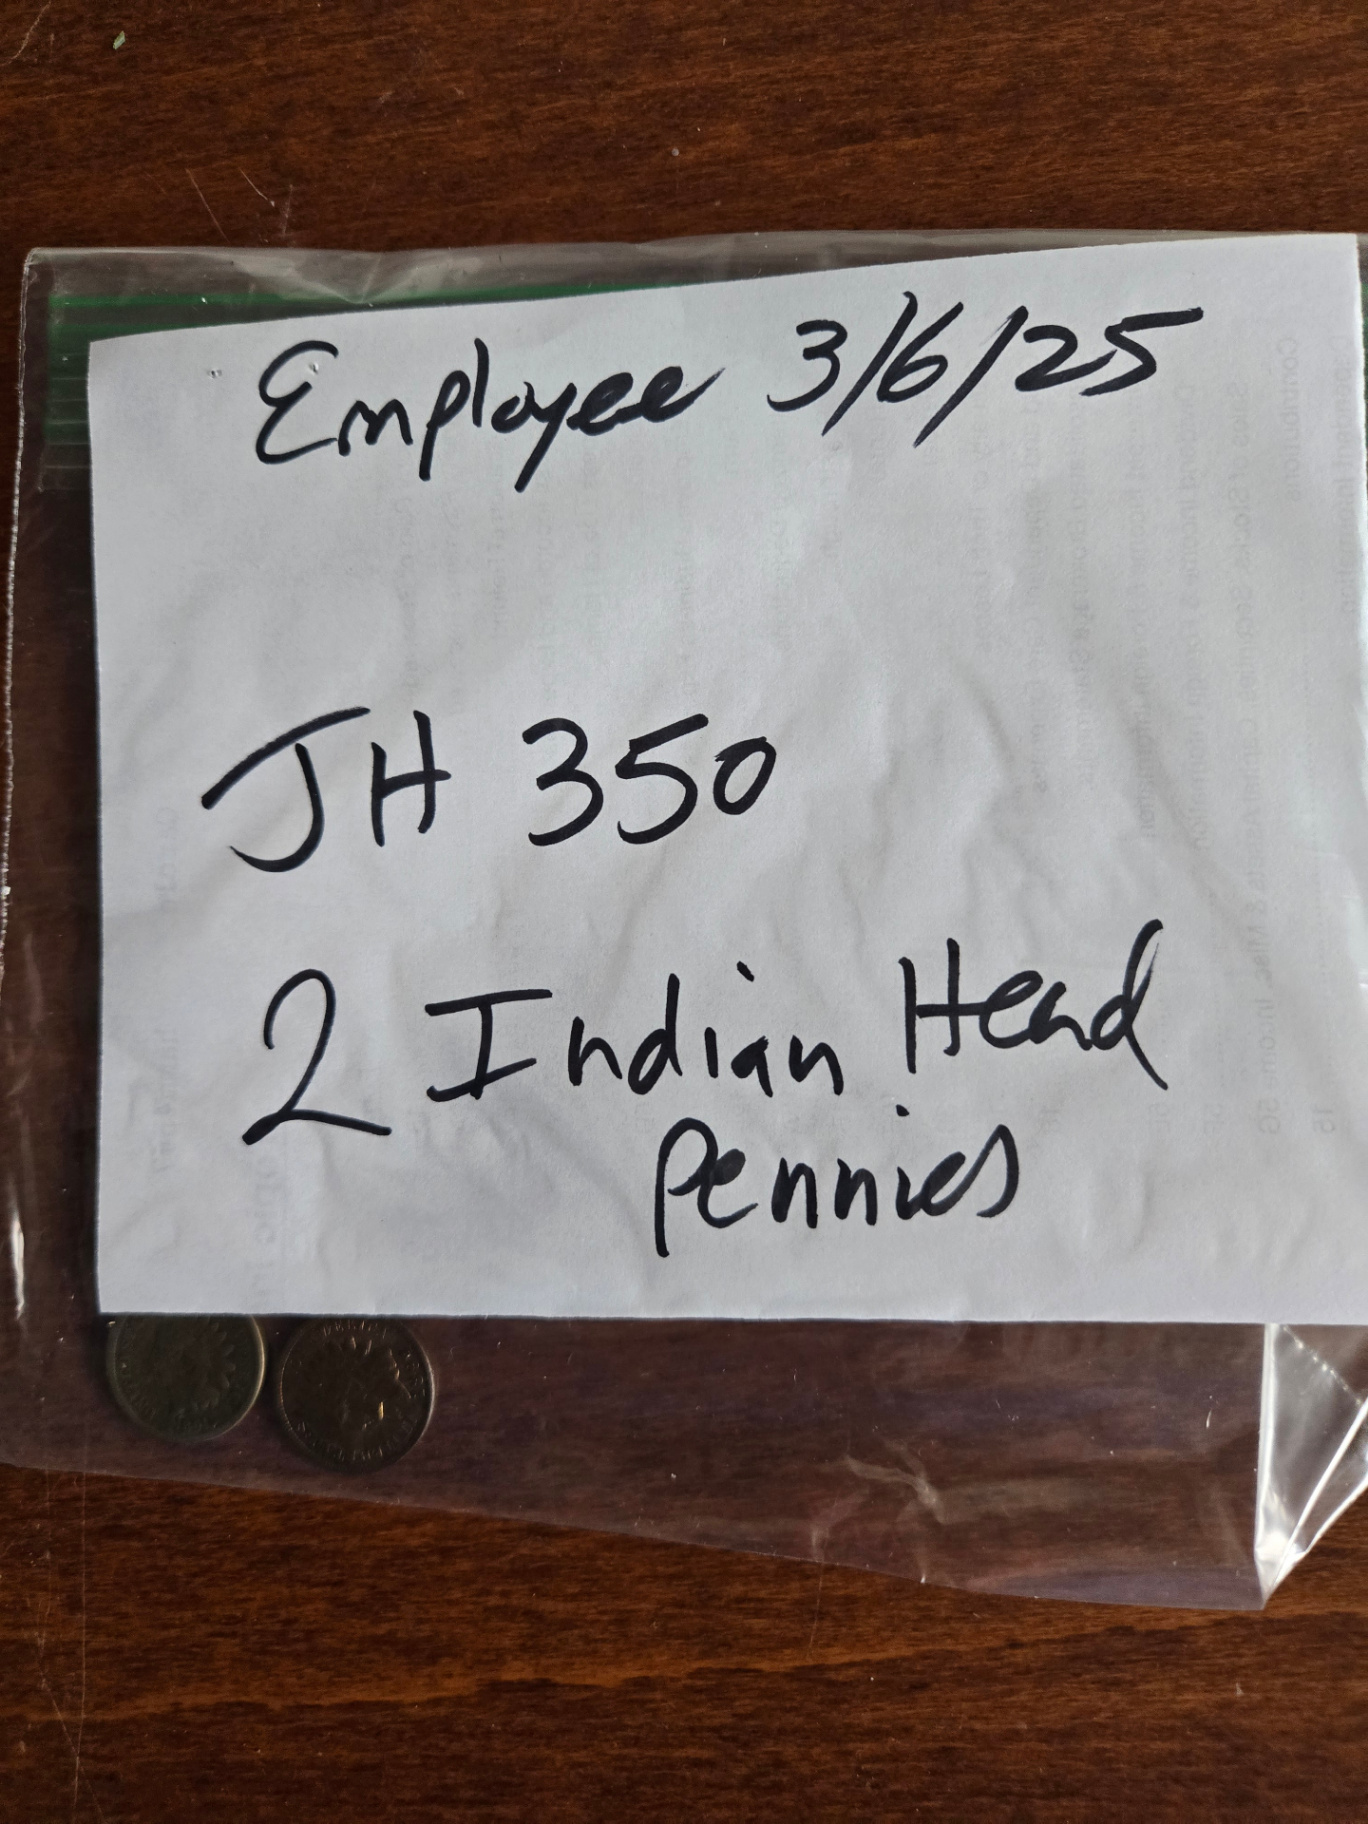 Employee 3/6/25
JH 350
2 Indian Head
Pennies